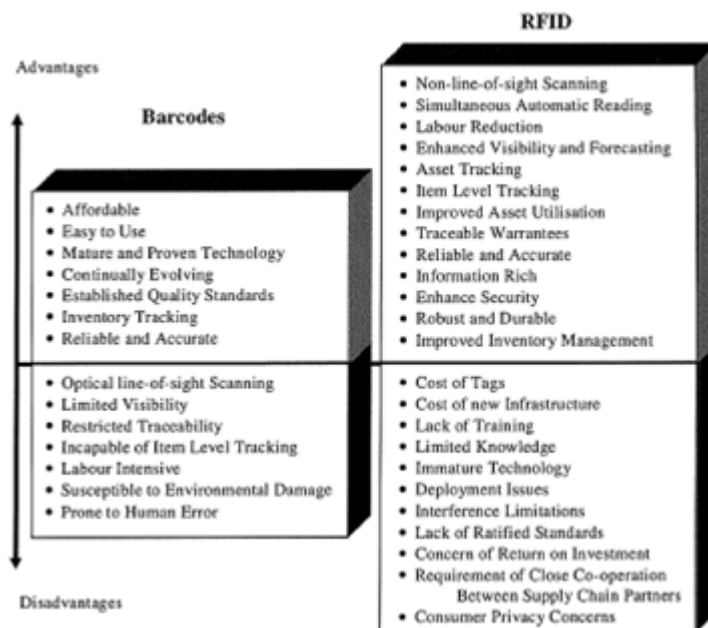 RFID
Advantages
Barcodes
• Non-line-of-sight Scanning
• Simultaneous Automatic Reading
• Labour Reduction
• Enhanced Visibility and Forecasting
• Asset Tracking
• Item Level Tracking
• Improved Asset Utilisation
• Traceable Warrantees
• Reliable and Accurate
• Information Rich
• Enhance Security
• Robust and Durable
• Improved Inventory Management
• Affordable
• Easy to Use
• Mature and Proven Technology
• Continually Evolving
• Established Quality Standards
• Inventory Tracking
• Reliable and Accurate
• Optical line-of-sight Scanning
• Limited Visibility
• Restricted Traceability
• Incapable of Item Level Tracking
• Labour Intensive
• Susceptible to Environmental Damage
• Prone to Human Error
• Cost of Tags
• Cost of new Infrastructure
• Lack of Training
• Limited Knowledge
• Immature Technology
• Deployment Issues
• Interference Limitations
• Lack of Ratified Standards
• Concern of Return on Investment
• Requirement of Close Co-operation
Between Supply Chain Partners
• Consumer Privacy Concerns
Disadvantages